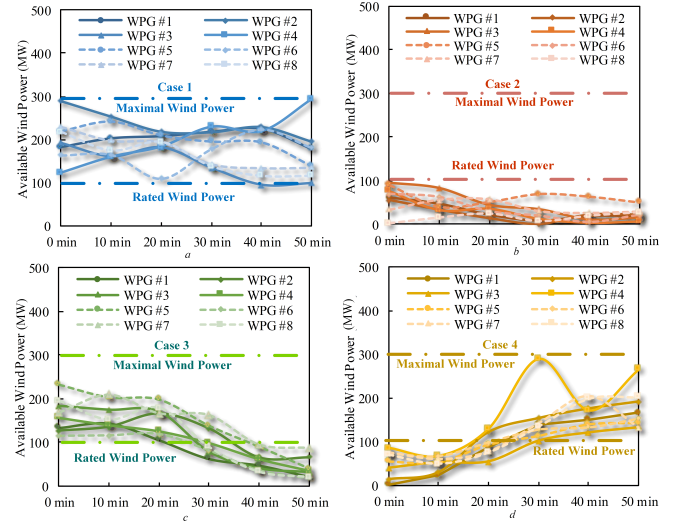 Available Wind Power (MW)
500
400
300
200
100
0
WPG #1 WPG #2
WPG #3 WPG #4
WPG #5 WPG #6
WPG #7 WPG #8
Case 1
Maximal Wind Power
Rated Wind Power
0 min 10 min 20 min 30 min 40 min 50 min
a
Available Wind Power (MW)
500
400
300
200
100
0
WPG #1 WPG #2
WPG #3 WPG #4
WPG #5 WPG #6
WPG #7 WPG #8
Case 2
Maximal Wind Power
Rated Wind Power
0 min 10 min 20 min 30 min 40 min 50 min
b
Available Wind Power (MW)
500
400
300
200
100
0
WPG #1 WPG #2
WPG #3 WPG #4
WPG #5 WPG #6
WPG #7 WPG #8
Case 3
Maximal Wind Power
Rated Wind Power
0 min 10 min 20 min 30 min 40 min 50 min
c
Available Wind Power (MW)
500
400
300
200
100
0
WPG #1 WPG #2
WPG #3 WPG #4
WPG #5 WPG #6
WPG #7 WPG #8
Case 4
Maximal Wind Power
Rated Wind Power
0 min 10 min 20 min 30 min 40 min 50 min
d